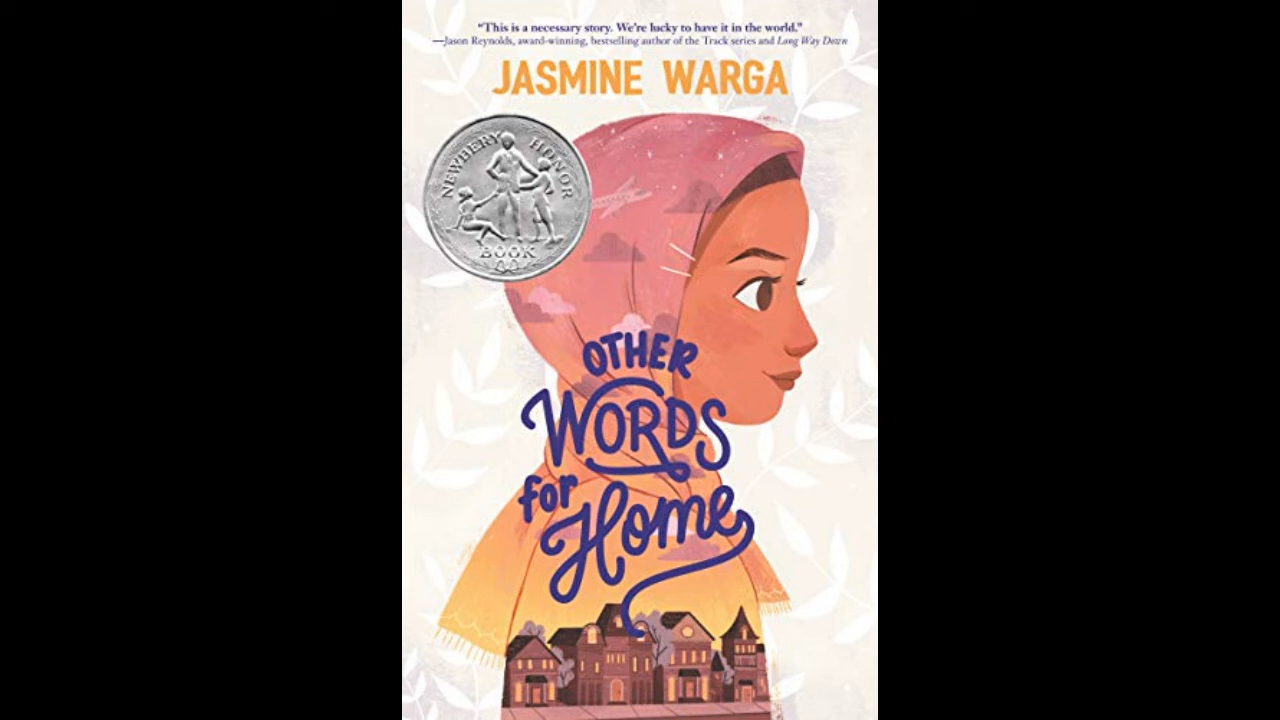 “This is a necessary story. We’re lucky to have it in the world.”
—Jason Reynolds, award-winning, bestselling author of the Track series and Long Way Down
JASMINE WARGA
NEWBERY HONOR
BOOK
OTHER
WORDS
for
Home